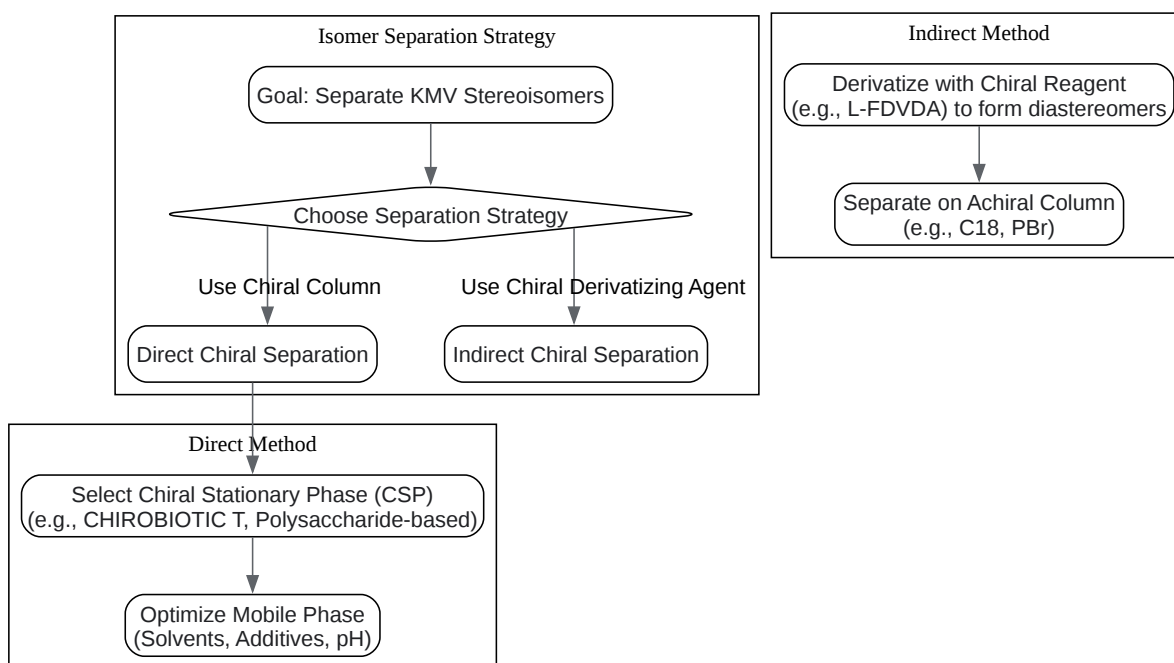 Isomer Separation Strategy
Goal: Separate KMV Stereoisomers
Choose Separation Strategy
Use Chiral Column
Use Chiral Derivatizing Agent
Direct Chiral Separation
Indirect Chiral Separation
Direct Method
Select Chiral Stationary Phase (CSP)
(e.g., CHIROBIOTIC T, Polysaccharide-based)
Optimize Mobile Phase
(Solvents, Additives, pH)
Indirect Method
Derivatize with Chiral Reagent
(e.g., L-FDVDA) to form diastereomers
Separate on Achiral Column
(e.g., C18, PBr)